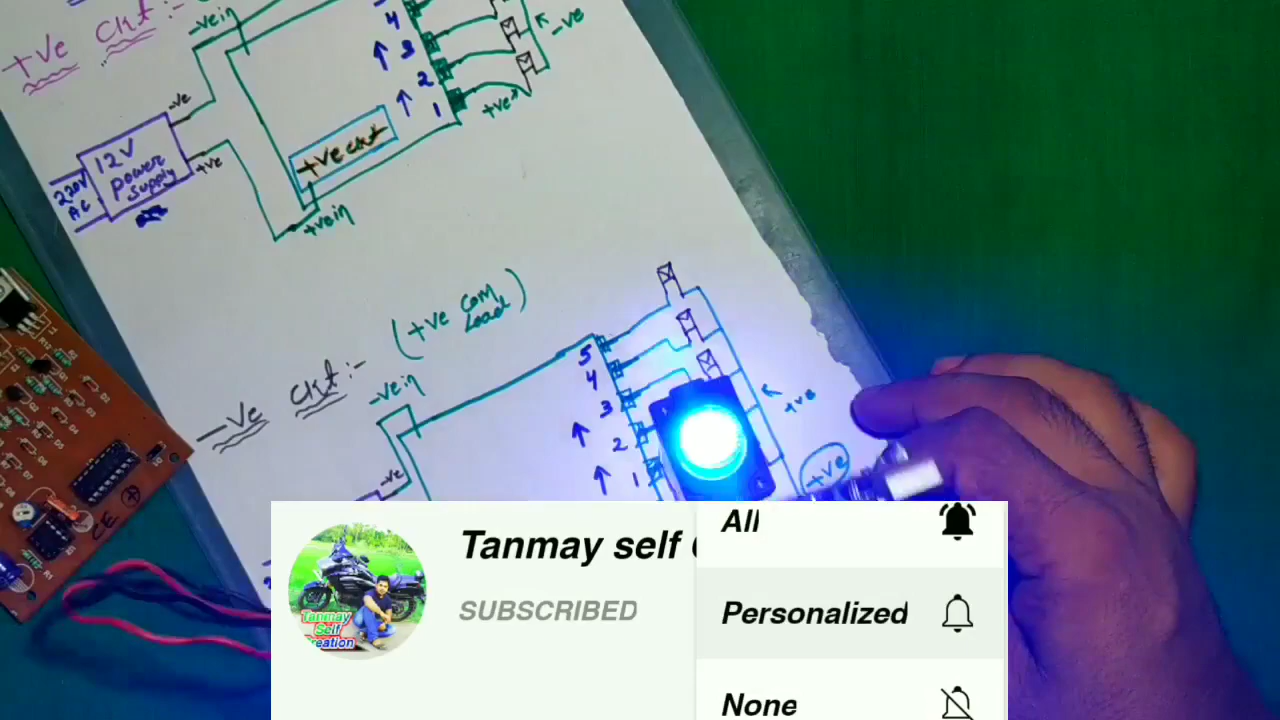 +ve Ckt:-
-vein
4
3
2
1
-ve
+ve
-ve
+ve
12V
Power
Supply
220V
AC
+ve ckt
+vein
(+ve com
Load)
-ve Ckt:-
-vein
-ve
5
4
3
2
1
+ve
+ve
CE
Tanmay self
SUBSCRIBED
Tanmay
Self
Creation
All
Personalized
None